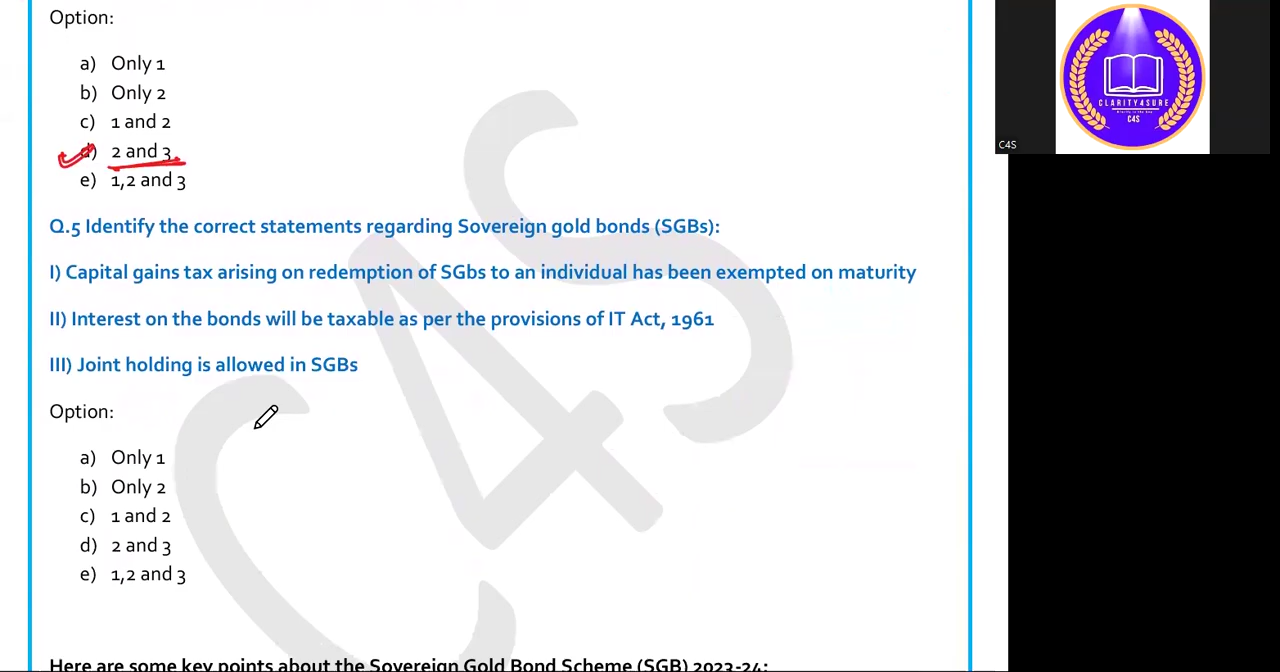 Option:
a) Only 1
b) Only 2
c) 1 and 2
d) 2 and 3
e) 1,2 and 3
Q.5 Identify the correct statements regarding Sovereign gold bonds (SGBs):
I) Capital gains tax arising on redemption of SGbs to an individual has been exempted on maturity
II) Interest on the bonds will be taxable as per the provisions of IT Act, 1961
III) Joint holding is allowed in SGBs
Option:
a) Only 1
b) Only 2
c) 1 and 2
d) 2 and 3
e) 1,2 and 3
Here are some key points about the Sovereign Gold Bond Scheme (SGB) 2023-24:
C4S
CLARITY4SURE
C4S
C4S